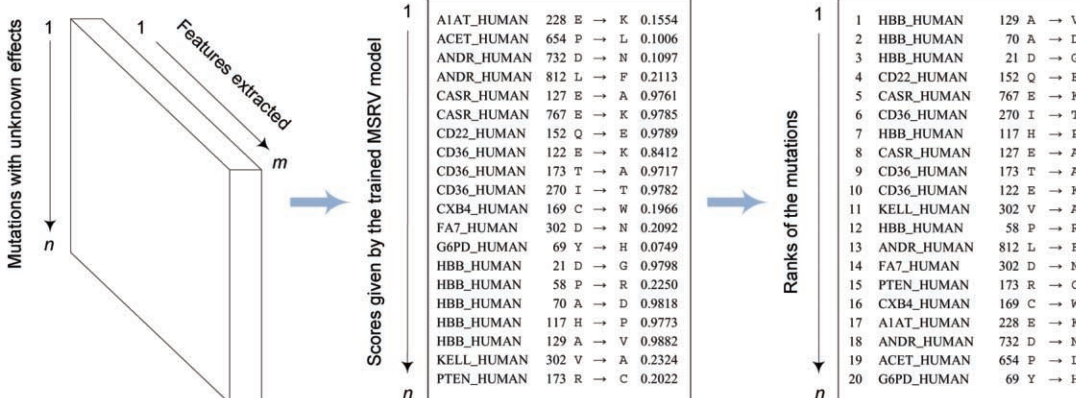 Mutations with unknown effects
1
n
1
Features extracted
m
Scores given by the trained MSRV model
1
n
A1AT_HUMAN 228 E → K 0.1554
ACET_HUMAN 654 P → L 0.1006
ANDR_HUMAN 732 D → N 0.1097
ANDR_HUMAN 812 L → F 0.2113
CASR_HUMAN 127 E → A 0.9761
CASR_HUMAN 767 E → K 0.9785
CD22_HUMAN 152 Q → E 0.9789
CD36_HUMAN 122 E → K 0.8412
CD36_HUMAN 173 T → A 0.9717
CD36_HUMAN 270 I → T 0.9782
CXB4_HUMAN 169 C → W 0.1966
FA7_HUMAN 302 D → N 0.2092
G6PD_HUMAN 69 Y → H 0.0749
HBB_HUMAN 21 D → G 0.9798
HBB_HUMAN 58 P → R 0.2250
HBB_HUMAN 70 A → D 0.9818
HBB_HUMAN 117 H → P 0.9773
HBB_HUMAN 129 A → V 0.9882
KELL_HUMAN 302 V → A 0.2324
PTEN_HUMAN 173 R → C 0.2022
Ranks of the mutations
1
n
1 HBB_HUMAN 129 A → V
2 HBB_HUMAN 70 A → D
3 HBB_HUMAN 21 D → G
4 CD22_HUMAN 152 Q → E
5 CASR_HUMAN 767 E → K
6 CD36_HUMAN 270 I → T
7 HBB_HUMAN 117 H → P
8 CASR_HUMAN 127 E → A
9 CD36_HUMAN 173 T → A
10 CD36_HUMAN 122 E → K
11 KELL_HUMAN 302 V → A
12 HBB_HUMAN 58 P → R
13 ANDR_HUMAN 812 L → F
14 FA7_HUMAN 302 D → N
15 PTEN_HUMAN 173 R → C
16 CXB4_HUMAN 169 C → W
17 A1AT_HUMAN 228 E → K
18 ANDR_HUMAN 732 D → N
19 ACET_HUMAN 654 P → L
20 G6PD_HUMAN 69 Y → H